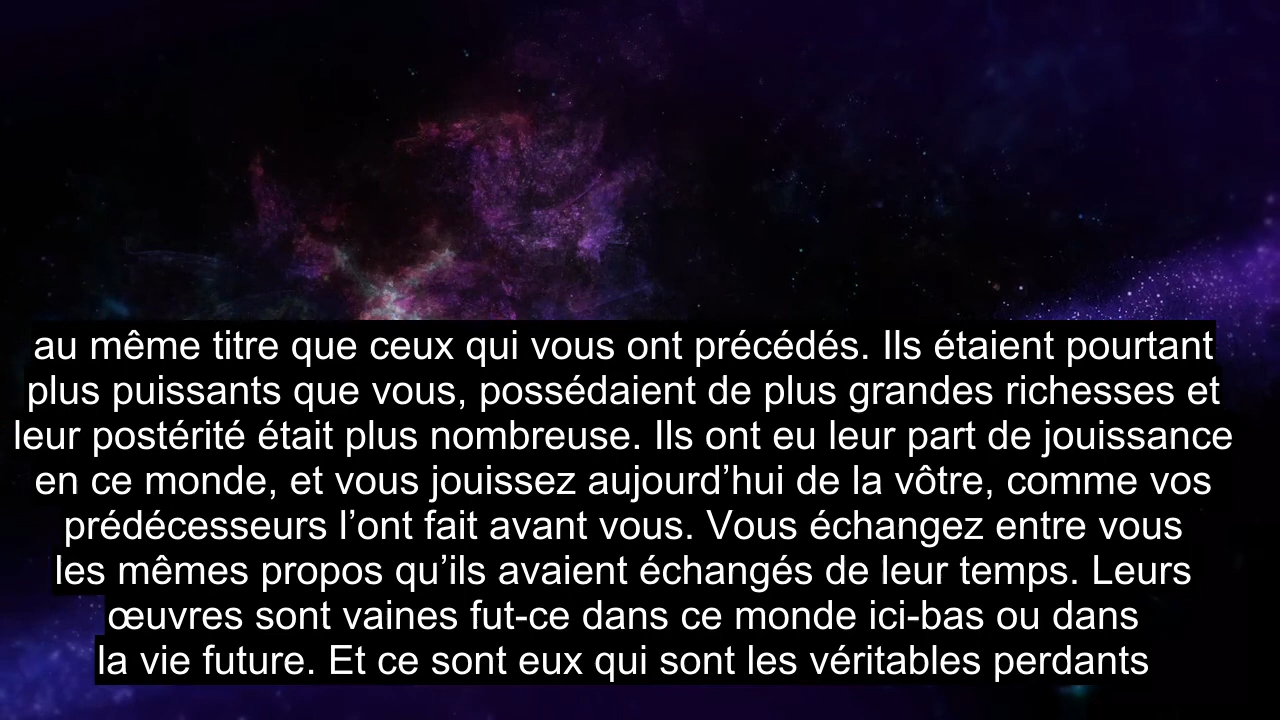 au même titre que ceux qui vous ont précédés. Ils étaient pourtant
plus puissants que vous, possédaient de plus grandes richesses et
leur postérité était plus nombreuse. Ils ont eu leur part de jouissance
en ce monde, et vous jouissez aujourd’hui de la vôtre, comme vos
prédécesseurs l’ont fait avant vous. Vous échangez entre vous
les mêmes propos qu’ils avaient échangés de leur temps. Leurs
œuvres sont vaines fut-ce dans ce monde ici-bas ou dans
la vie future. Et ce sont eux qui sont les véritables perdants